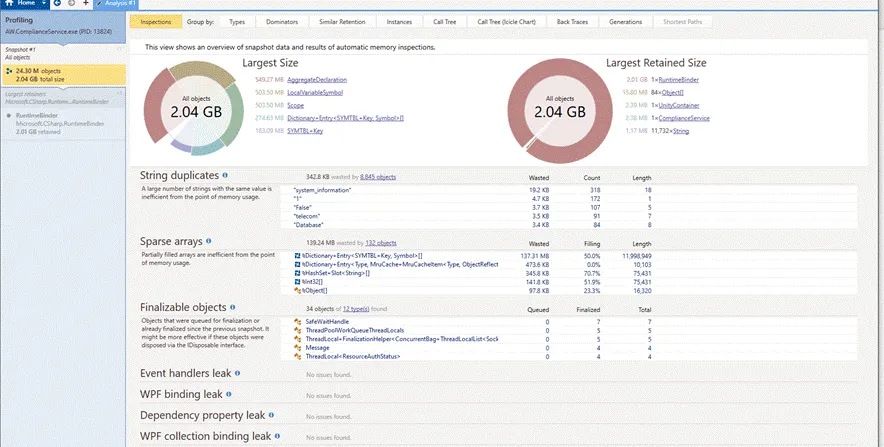 Home
Analysis #1
Profiling
AW.ComplianceService.exe (PID: 13824)
Snapshot #1
All objects
24.30 M objects
2.04 GB total size
Largest retainers
Microsoft.CSharp.Runtim...RuntimeBinder
RuntimeBinder
Microsoft.CSharp.RuntimeBinder
2.01 GB retained
Inspections
Group by:
Types
Dominators
Similar Retention
Instances
Call Tree
Call Tree (Icicle Chart)
Back Traces
Generations
Shortest Paths
This view shows an overview of snapshot data and results of automatic memory inspections.
Largest Size
All objects
2.04 GB
549.27 MB AggregateDeclaration
503.50 MB LocalVariableSymbol
503.50 MB Scope
274.63 MB Dictionary+Entry<SYMTBL+Key, Symbol>[]
163.09 MB SYMTBL+Key
Largest Retained Size
All objects
2.04 GB
2.01 GB 1×RuntimeBinder
15.80 MB 84×Object[]
2.39 MB 1×UnityContainer
2.38 MB 1×ComplianceService
1.17 MB 11,732×String
String duplicates
A large number of strings with the same value is
inefficient from the point of memory usage.
342.8 KB wasted by 8,845 objects Wasted Count Length
"system_information" 19.2 KB 318 18
"1" 4.7 KB 172 1
"False" 3.7 KB 107 5
"telecom" 3.5 KB 91 7
"Database" 3.4 KB 84 8
Sparse arrays
Partially filled arrays are inefficient from the point
of memory usage.
139.24 MB wasted by 132 objects Wasted Filling Length
%Dictionary+Entry<SYMTBL+Key, Symbol>[] 137.31 MB 50.0% 11,998,949
%Dictionary+Entry<Type, MruCache+MruCacheItem<Type, ObjectReflect 473.6 KB 0.0% 10,103
%HashSet+Slot<String>[] 345.8 KB 70.7% 75,431
%Int32[] 141.8 KB 51.9% 75,431
%Object[] 97.8 KB 23.3% 16,320
Finalizable objects
Objects that were queued for finalization or
already finalized since the previous snapshot. It
might be more effective if these objects were
disposed via the IDisposable interface.
34 objects of 12 type(s) found Queued Finalized Total
SafeWaitHandle 0 7 7
ThreadPoolWorkQueueThreadLocals 0 5 5
ThreadLocal+FinalizationHelper<ConcurrentBag+ThreadLocalList<Sock 0 5 5
Message 0 4 4
ThreadLocal<ResourceAuthStatus> 0 4 4
Event handlers leak
No issues found.
WPF binding leak
No issues found.
Dependency property leak
No issues found.
WPF collection binding leak
No issues found.